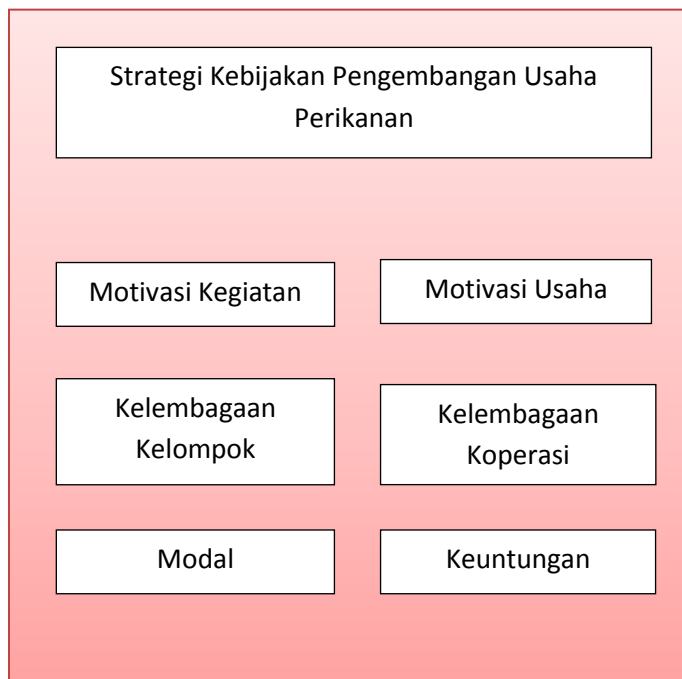 Strategi Kebijakan Pengembangan Usaha
Perikanan
Motivasi Kegiatan
Motivasi Usaha
Kelembagaan
Kelompok
Kelembagaan
Koperasi
Modal
Keuntungan